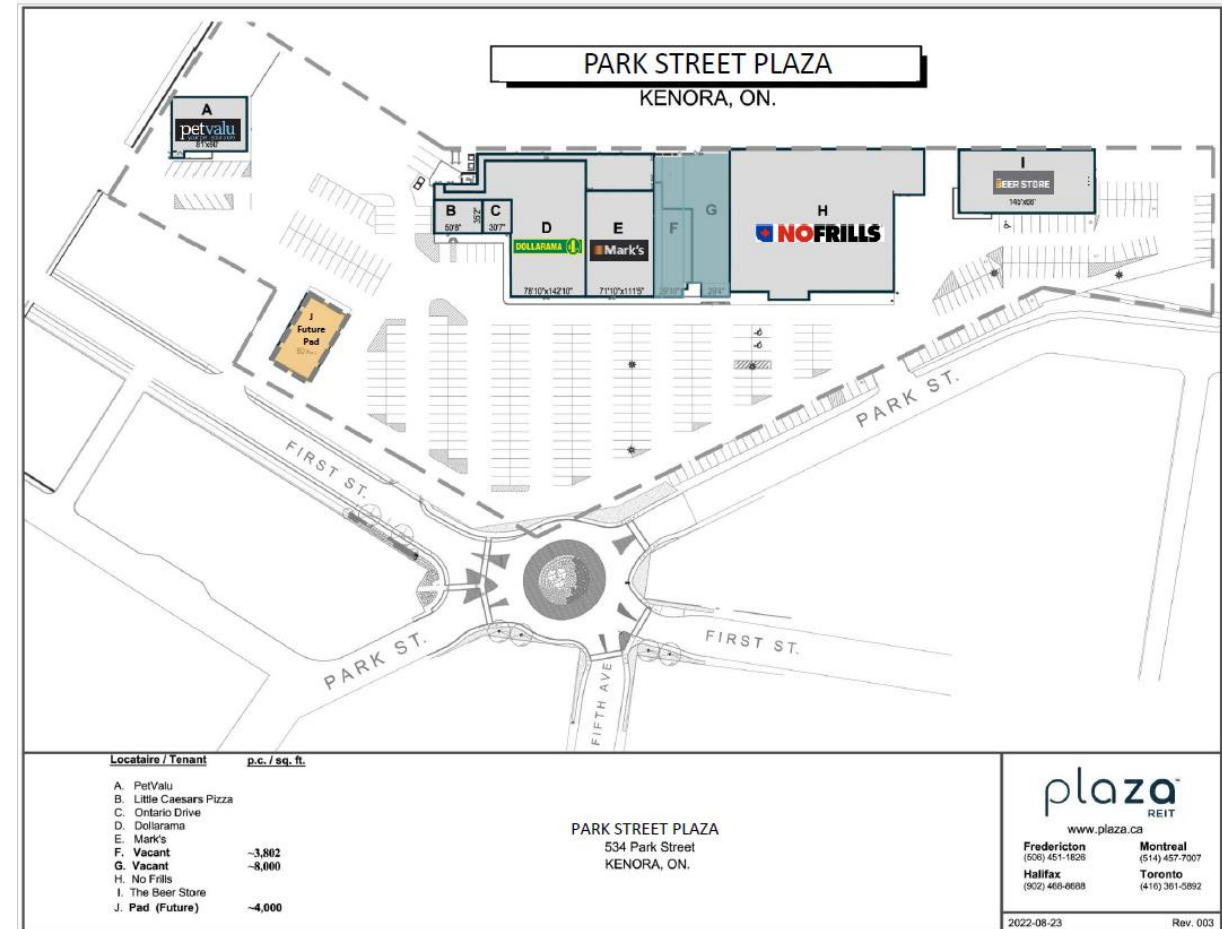 PARK STREET PLAZA
KENORA, ON.
A
petvalu
B
50'8"
35'2"
C
30'7"
D
DOLLARAMA
78'10"x142'10"
E
Mark's
71'10"x111'5"
F
G
29'4"
H
NOFRILLS
I
BEER STORE
J
Future
Pad
FIRST ST.
PARK ST.
PARK ST.
FIRST ST.
FIFTH AVE
Locataire / Tenant p.c. / sq. ft.
A. PetValu
B. Little Caesars Pizza
C. Ontario Drive
D. Dollarama
E. Mark's
F. Vacant ~3,802
G. Vacant ~8,000
H. No Frills
I. The Beer Store
J. Pad (Future) ~4,000
PARK STREET PLAZA
534 Park Street
KENORA, ON.
plaza
REIT
www.plaza.ca
Fredericton Montreal
(506) 451-1826 (514) 457-7007
Halifax Toronto
(902) 468-8688 (416) 361-5892
2022-08-23 Rev. 003